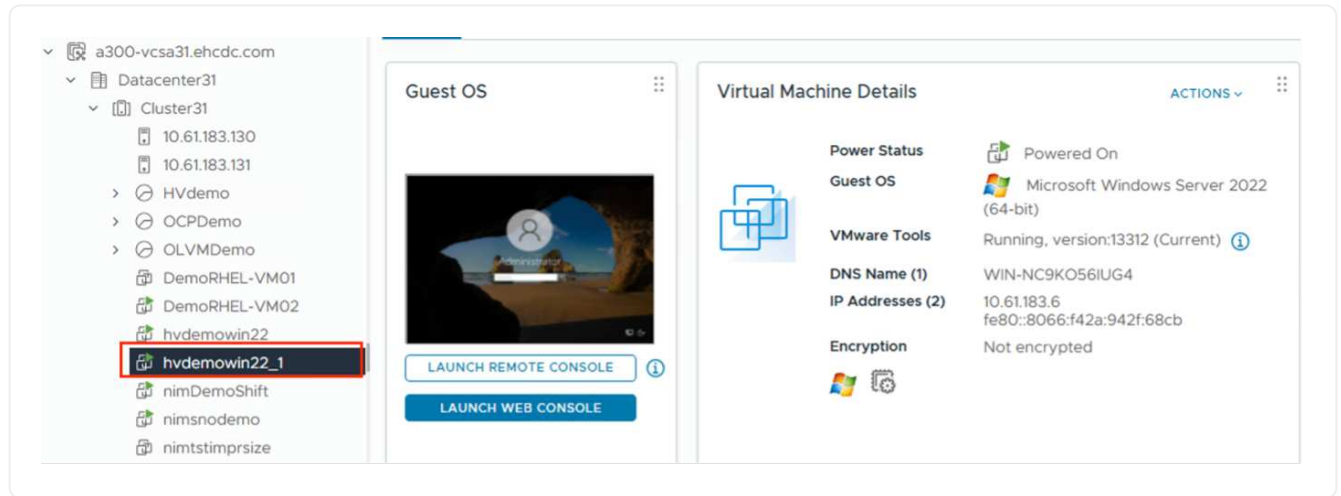 a300-vcsa31.ehcdc.com
Datacenter31
Cluster31
10.61.183.130
10.61.183.131
HVdemo
OCPDemo
OLVMDemo
DemoRHEL-VM01
DemoRHEL-VM02
hvdemowin22
hvdemowin22_1
nimDemoShift
nimsnodemo
nimtstimprsize
Guest OS
Administrator
LAUNCH REMOTE CONSOLE
LAUNCH WEB CONSOLE
Virtual Machine Details
ACTIONS
Power Status
Powered On
Guest OS
Microsoft Windows Server 2022
(64-bit)
VMware Tools
Running, version:13312 (Current)
DNS Name (1)
WIN-NC9KO56IUG4
IP Addresses (2)
10.61.183.6
fe80::8066:f42a:942f:68cb
Encryption
Not encrypted